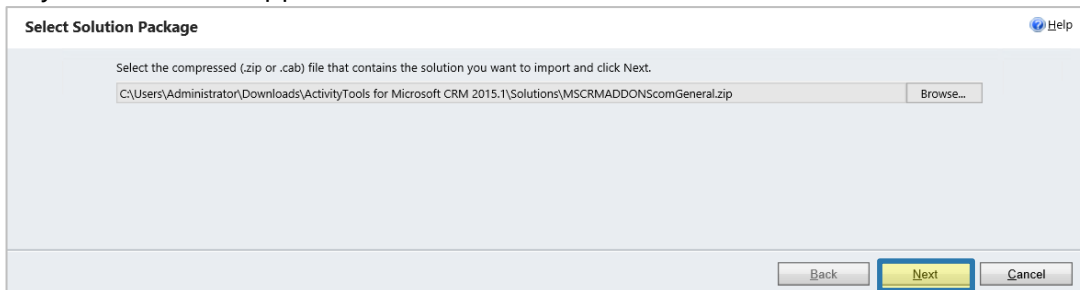 Select Solution Package
Help
Select the compressed (.zip or .cab) file that contains the solution you want to import and click Next.
C:\Users\Administrator\Downloads\ActivityTools for Microsoft CRM 2015.1\Solutions\MSCRMADDONScomGeneral.zip
Browse...
Back
Next
Cancel